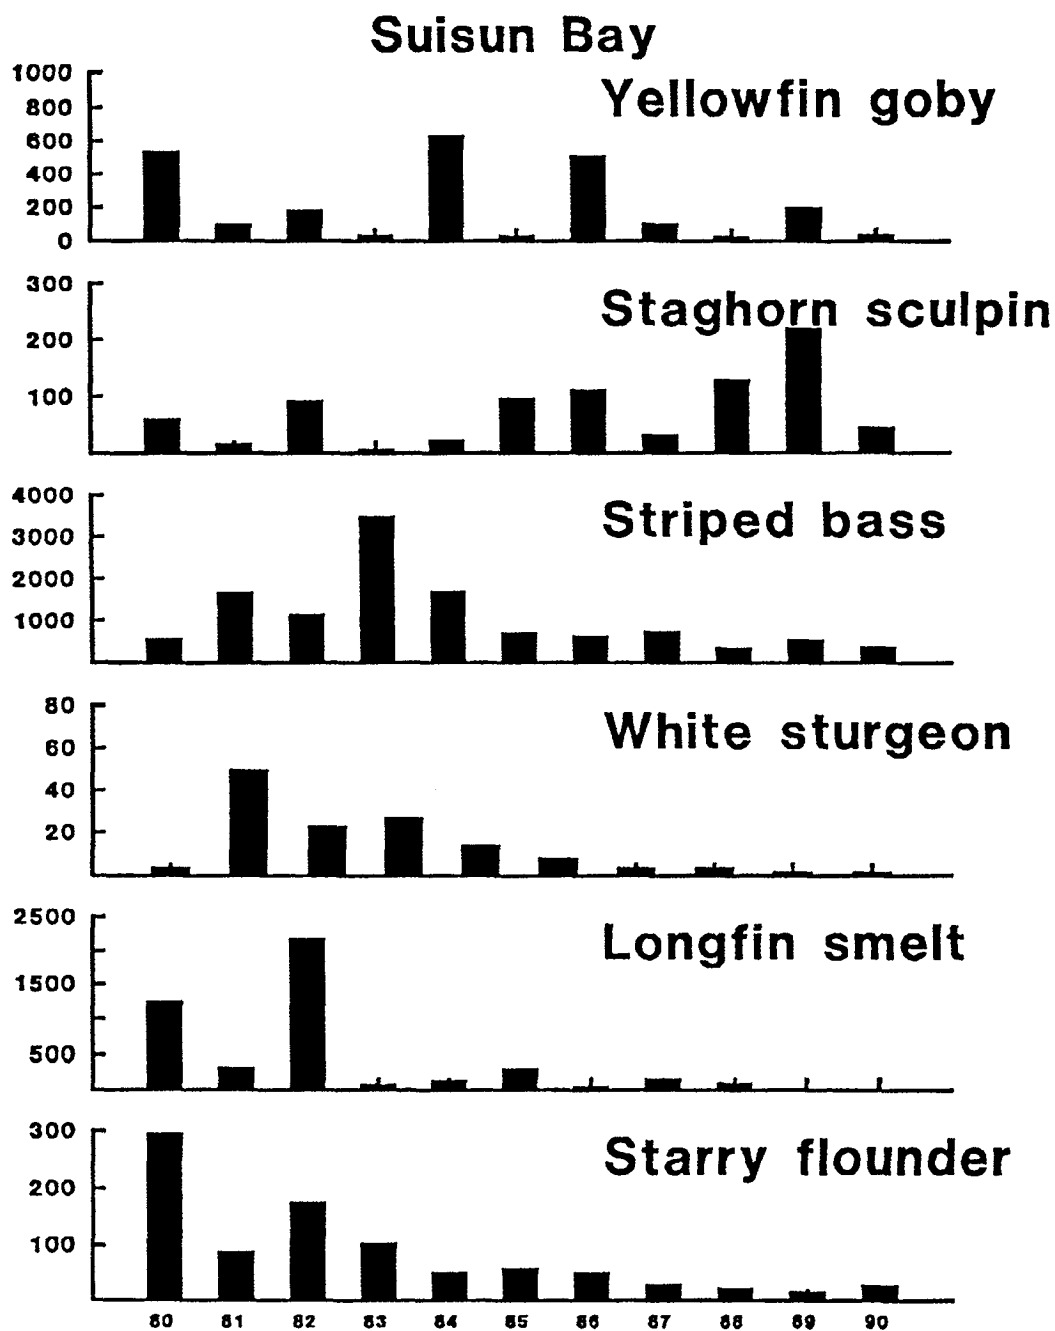 Suisun Bay
Yellowfin goby
1000
800
600
400
200
0
Staghorn sculpin
300
200
100
Striped bass
4000
3000
2000
1000
White sturgeon
80
60
40
20
Longfin smelt
2500
1500
500
Starry flounder
300
200
100
80 81 82 83 84 85 86 87 88 89 90